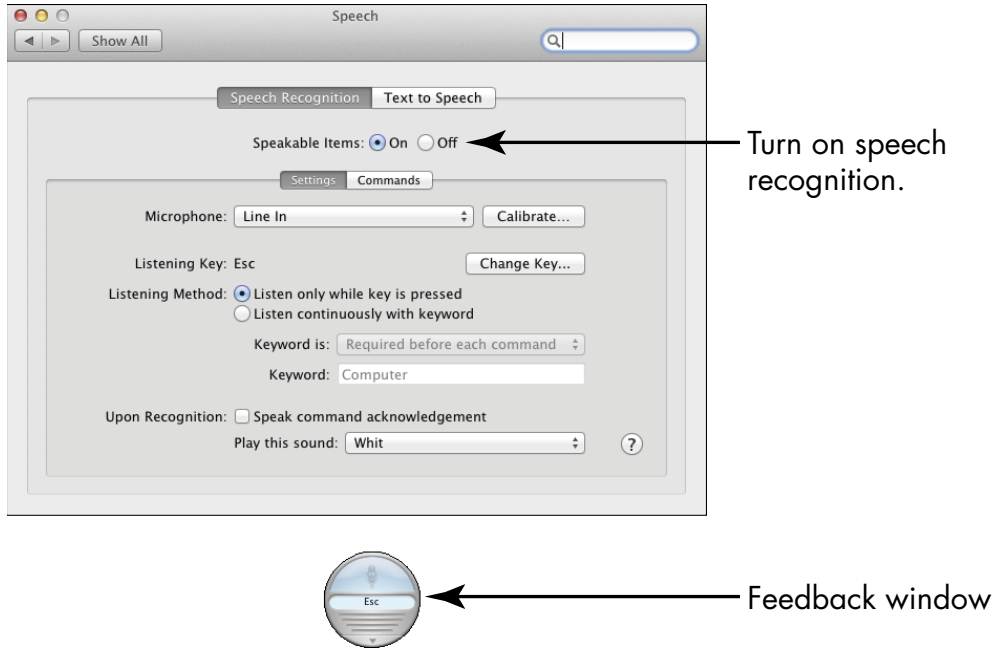 Speech
Show All
Speech Recognition Text to Speech
Speakable Items: On Off
Turn on speech
recognition.
Settings Commands
Microphone: Line In Calibrate...
Listening Key: Esc Change Key...
Listening Method: Listen only while key is pressed
Listen continuously with keyword
Keyword is: Required before each command
Keyword: Computer
Upon Recognition: Speak command acknowledgement
Play this sound: Whit ?
Esc
Feedback window